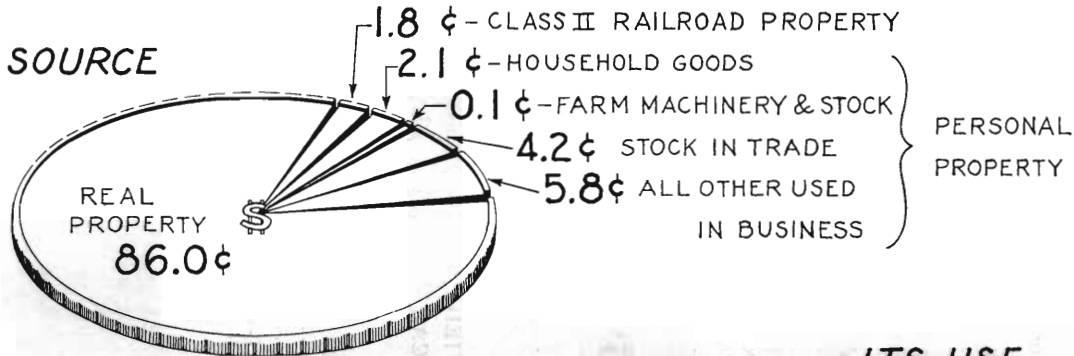 SOURCE
1.8 ¢ - CLASS II RAILROAD PROPERTY
2.1 ¢ - HOUSEHOLD GOODS
0.1 ¢ - FARM MACHINERY & STOCK
4.2¢ STOCK IN TRADE
5.8¢ ALL OTHER USED
IN BUSINESS
PERSONAL
PROPERTY
REAL
PROPERTY
86.0¢
$
ITS USE